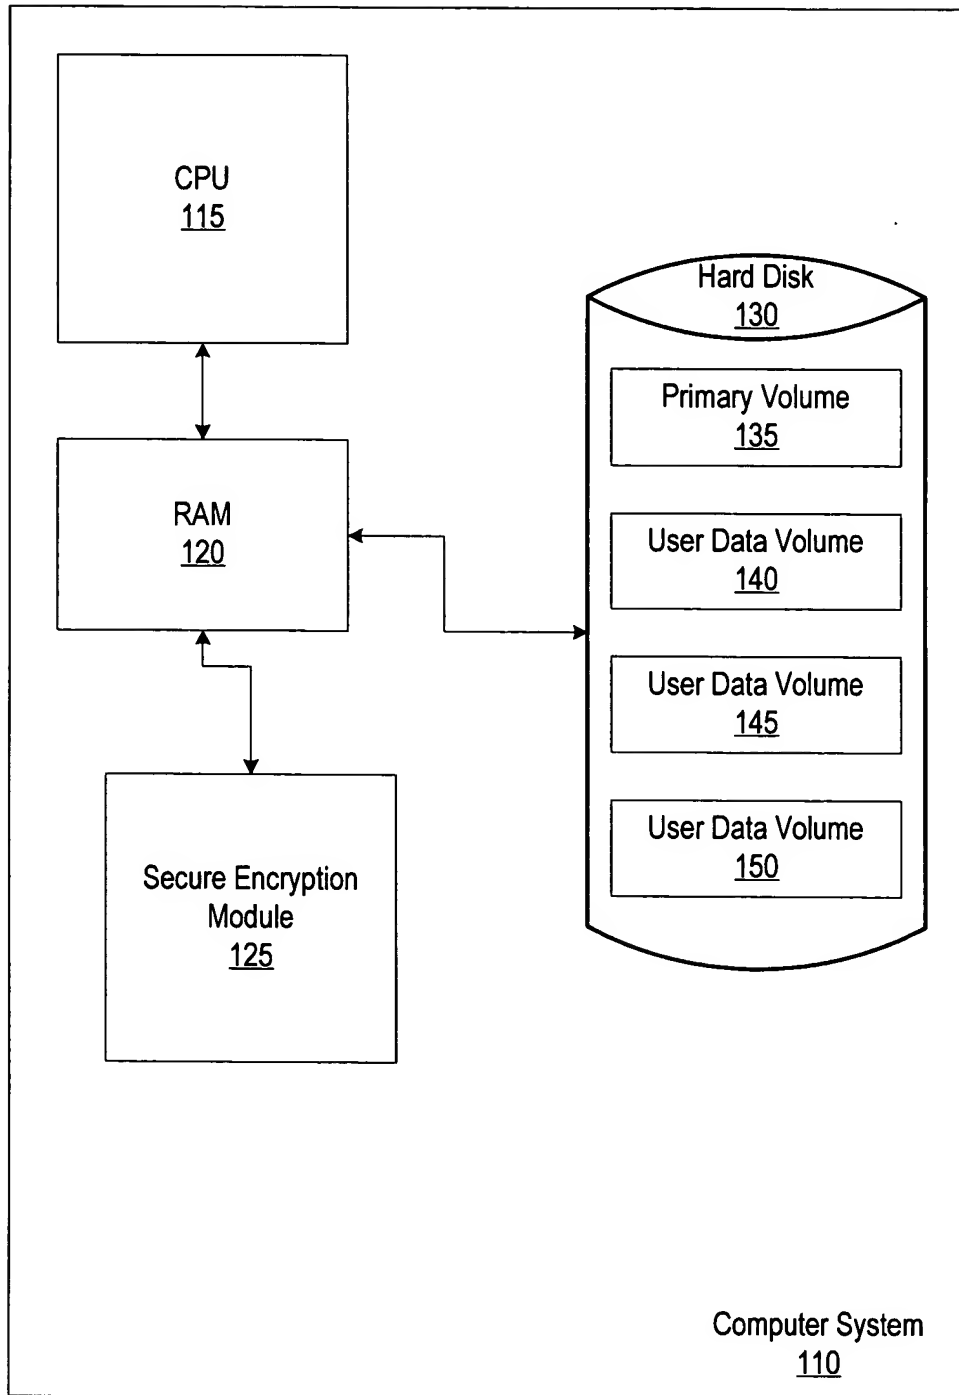 CPU
115
RAM
120
Secure Encryption
Module
125
Hard Disk
130
Primary Volume
135
User Data Volume
140
User Data Volume
145
User Data Volume
150
Computer System
110